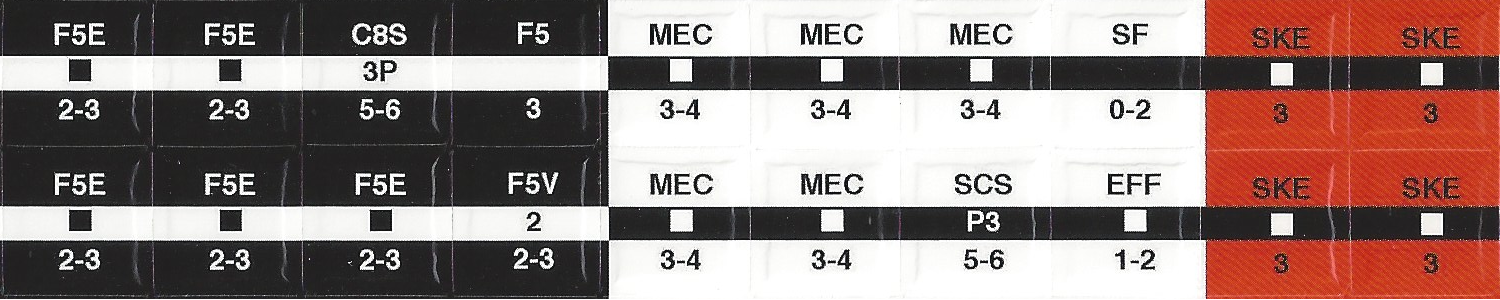 F5E F5E C8S F5 MEC MEC MEC SF SKE SKE
3P
2-3 2-3 5-6 3 3-4 3-4 3-4 0-2 3 3
F5E F5E F5E F5V MEC MEC SCS EFF SKE SKE
2 P3
2-3 2-3 2-3 2-3 3-4 3-4 5-6 1-2 3 3